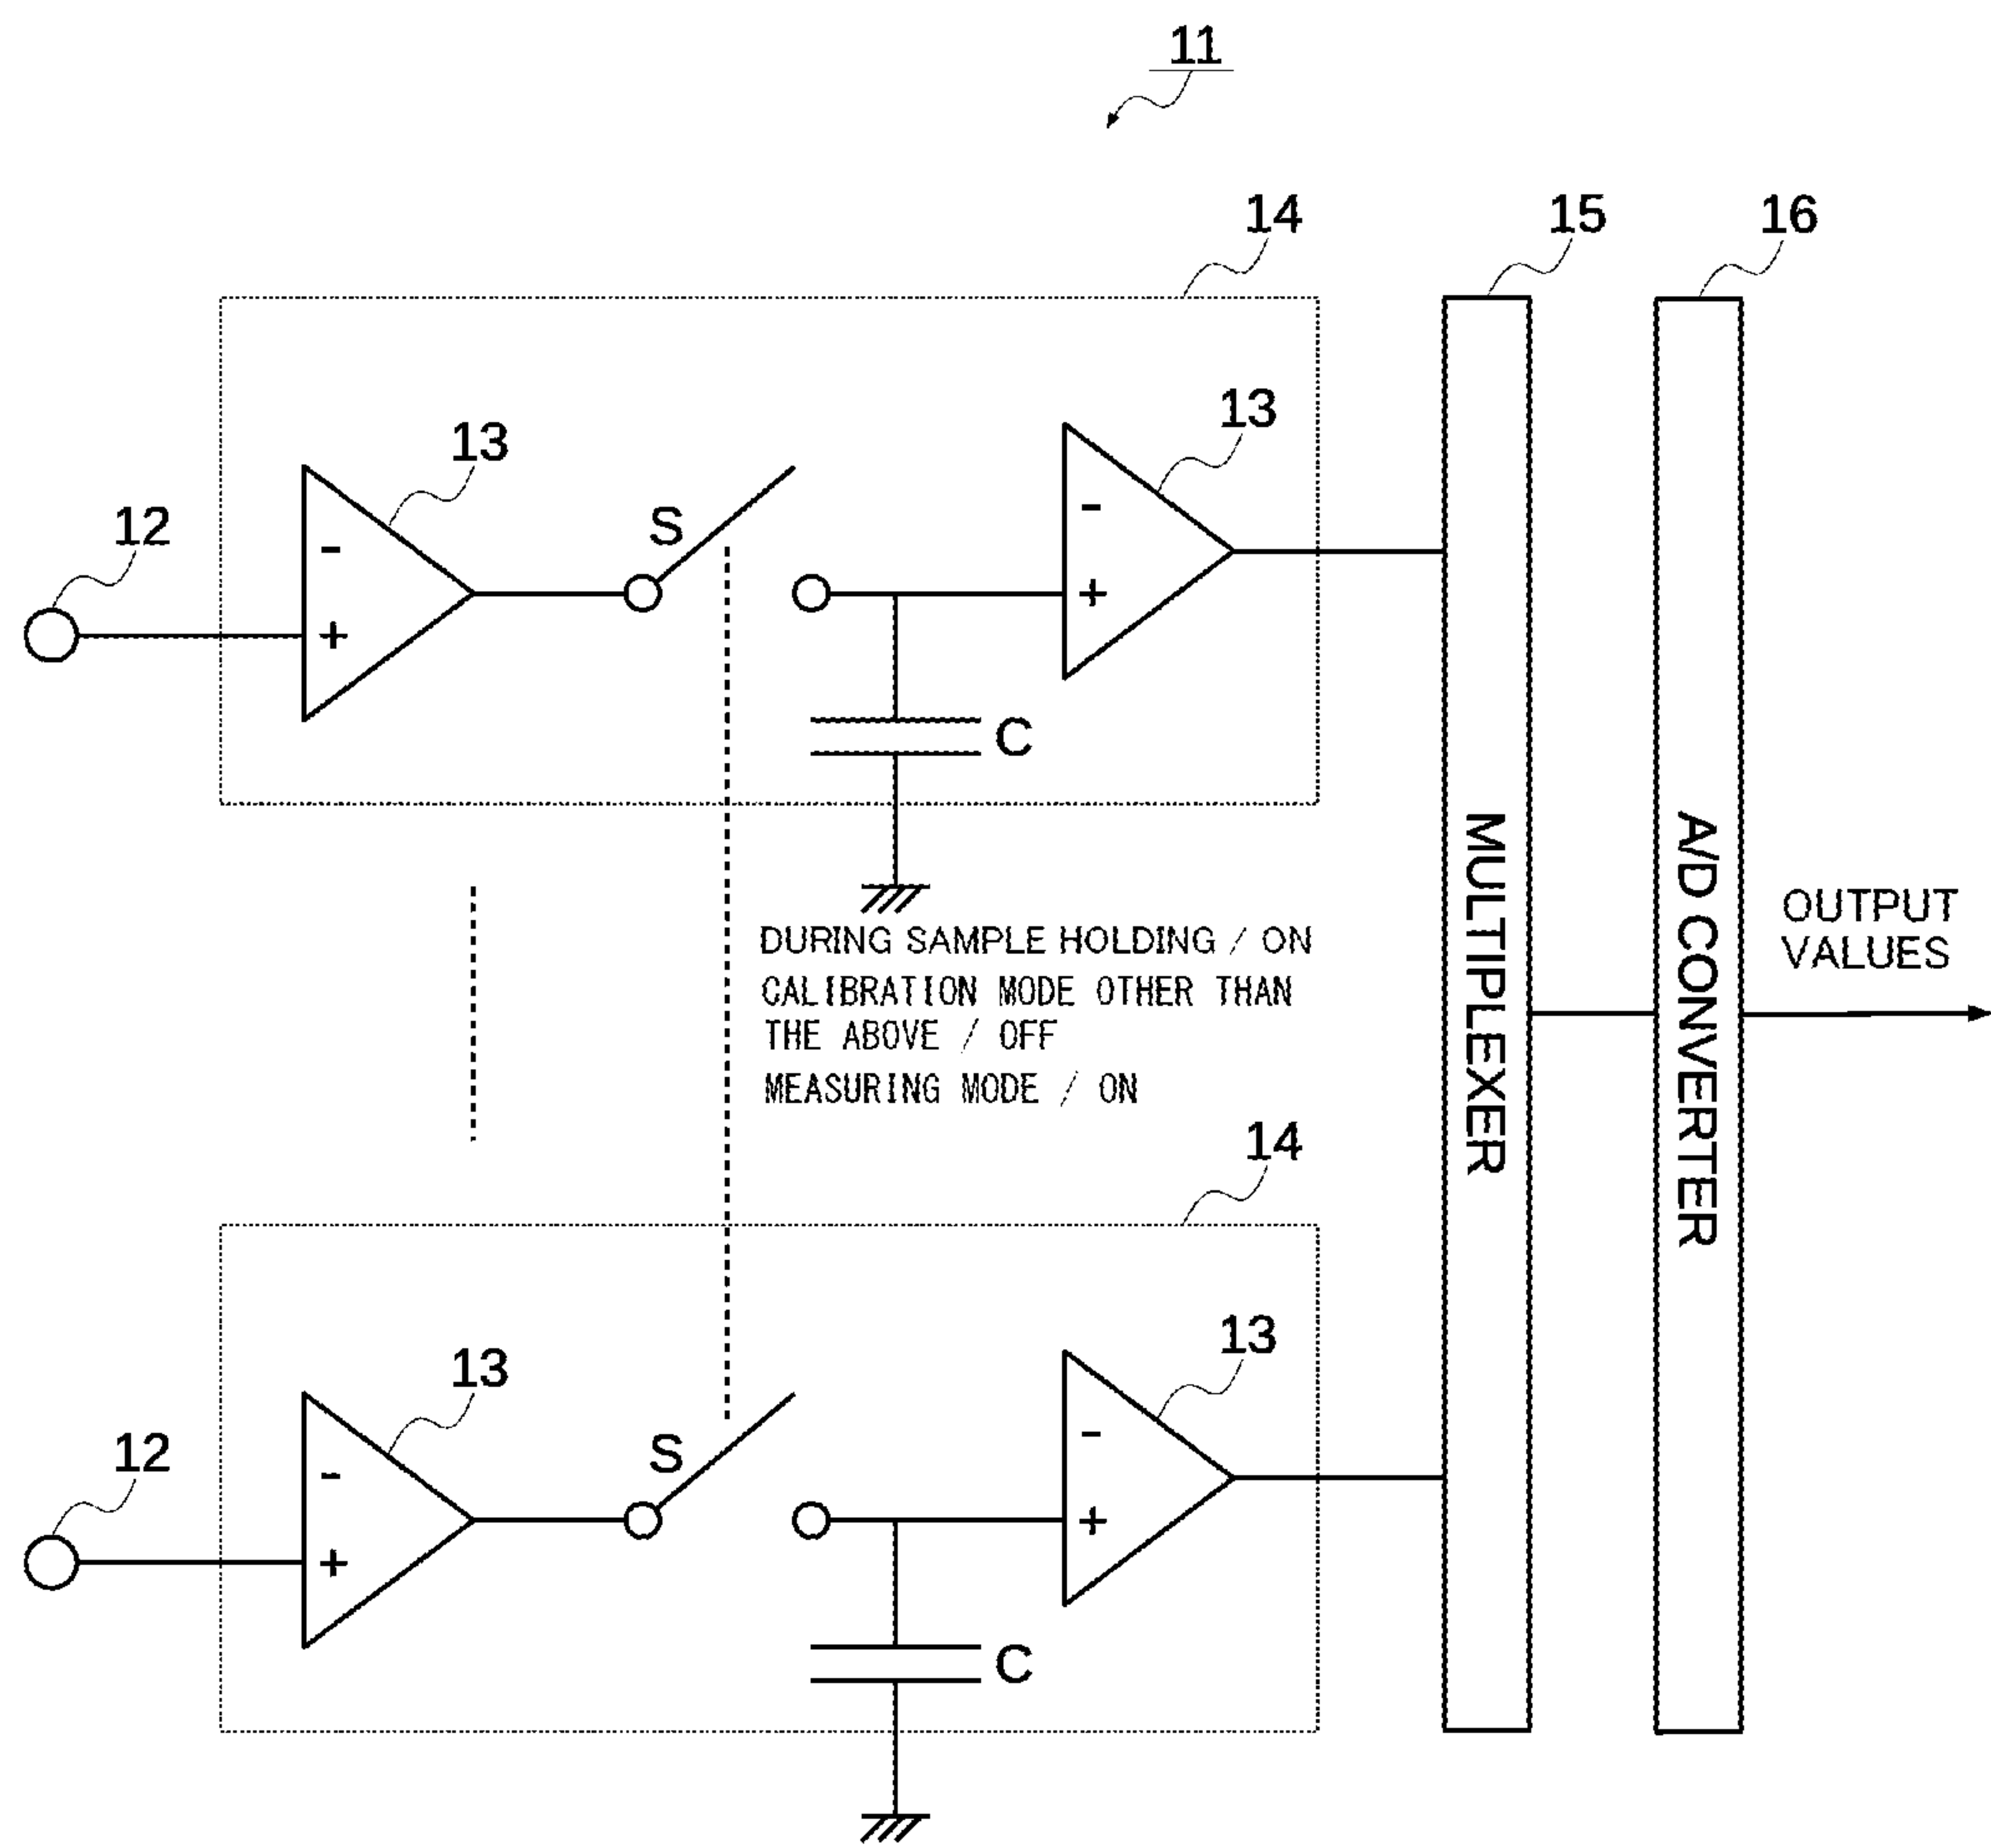 11
14
15
16
13
13
12
S
-
+
-
+
C
DURING SAMPLE HOLDING / ON
CALIBRATION MODE OTHER THAN
THE ABOVE / OFF
MEASURING MODE / ON
MULTIPLEXER
A/D CONVERTER
OUTPUT
VALUES
14
13
13
12
S
-
+
-
+
C